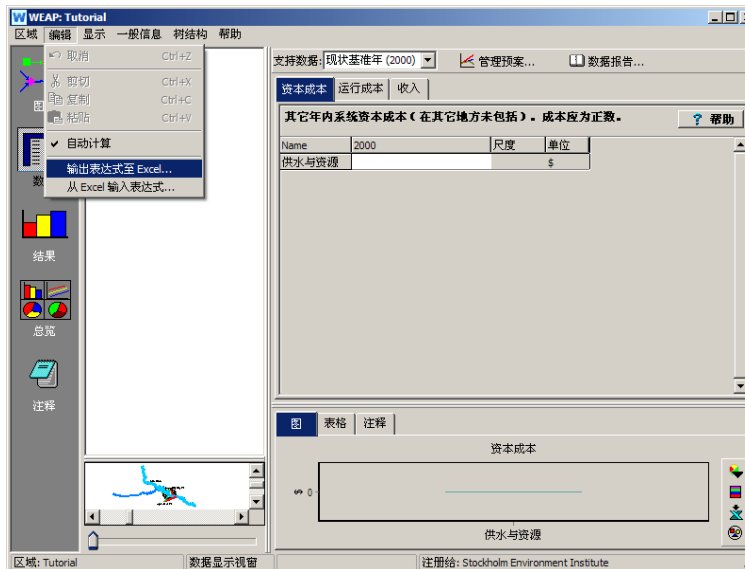 WEAP: Tutorial
区域 编辑 显示 一般信息 树结构 帮助
取消 Ctrl+Z
剪切 Ctrl+X
复制 Ctrl+C
粘贴 Ctrl+V
自动计算
输出表达式至 Excel...
从 Excel 输入表达式...
图
数
结果
总览
注释
支持数据: 现状基准年 (2000) 管理预案... 数据报告...
资本成本 运行成本 收入
其它年内系统资本成本(在其它地方未包括)。成本应为正数。 ? 帮助
Name 2000 尺度 单位
供水与资源 $
图 表格 注释
资本成本
$ 0
供水与资源
区域: Tutorial 数据显示视窗 注册给: Stockholm Environment Institute